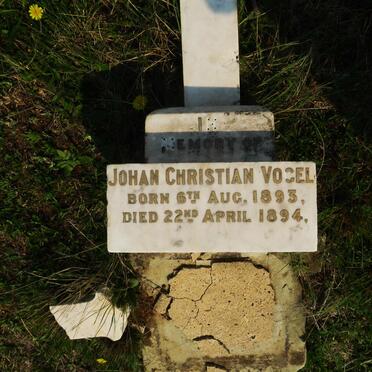 IN
MEMORY OF
JOHAN CHRISTIAN VOGEL
BORN 6TH AUG. 1893,
DIED 22ND APRIL 1894,